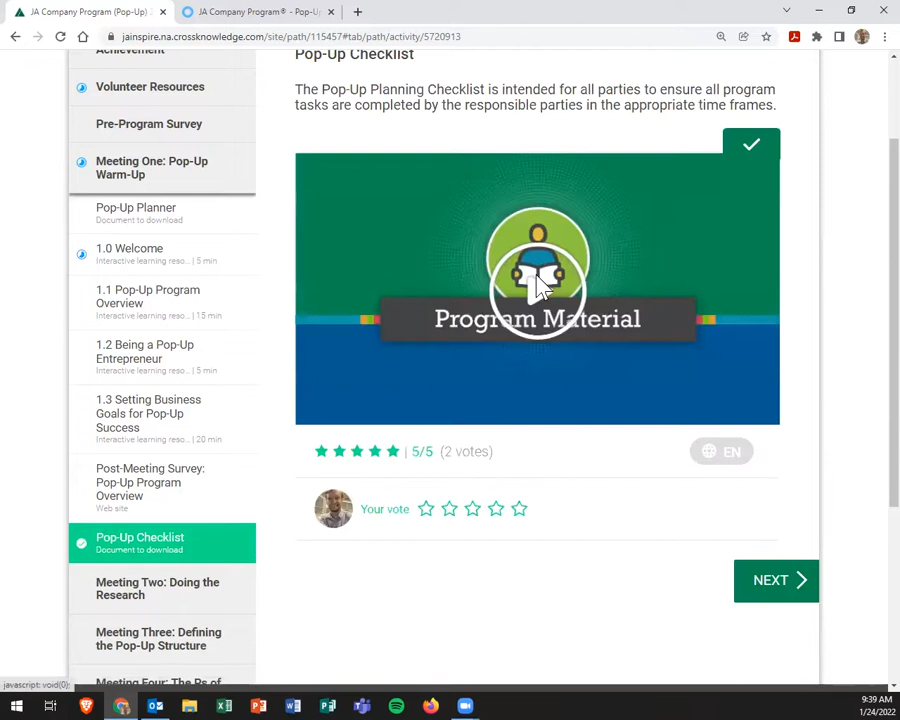 JA Company Program (Pop-Up)
JA Company Program® - Pop-U
jainspire.na.crossknowledge.com/site/path/115457#tab/path/activity/5720913
Achievement
Volunteer Resources
Pre-Program Survey
Meeting One: Pop-Up
Warm-Up
Pop-Up Planner
Document to download
1.0 Welcome
Interactive learning reso... | 5 min
1.1 Pop-Up Program
Overview
Interactive learning reso... | 15 min
1.2 Being a Pop-Up
Entrepreneur
Interactive learning reso... | 5 min
1.3 Setting Business
Goals for Pop-Up
Success
Interactive learning reso... | 20 min
Post-Meeting Survey:
Pop-Up Program
Overview
Web site
Pop-Up Checklist
Document to download
Meeting Two: Doing the
Research
Meeting Three: Defining
the Pop-Up Structure
Meeting Four: The Ps of
Pop-Up Checklist
The Pop-Up Planning Checklist is intended for all parties to ensure all program
tasks are completed by the responsible parties in the appropriate time frames.
Program Material
5/5 (2 votes)
EN
Your vote
NEXT
javascript: void(0);
9:39 AM
1/24/2022